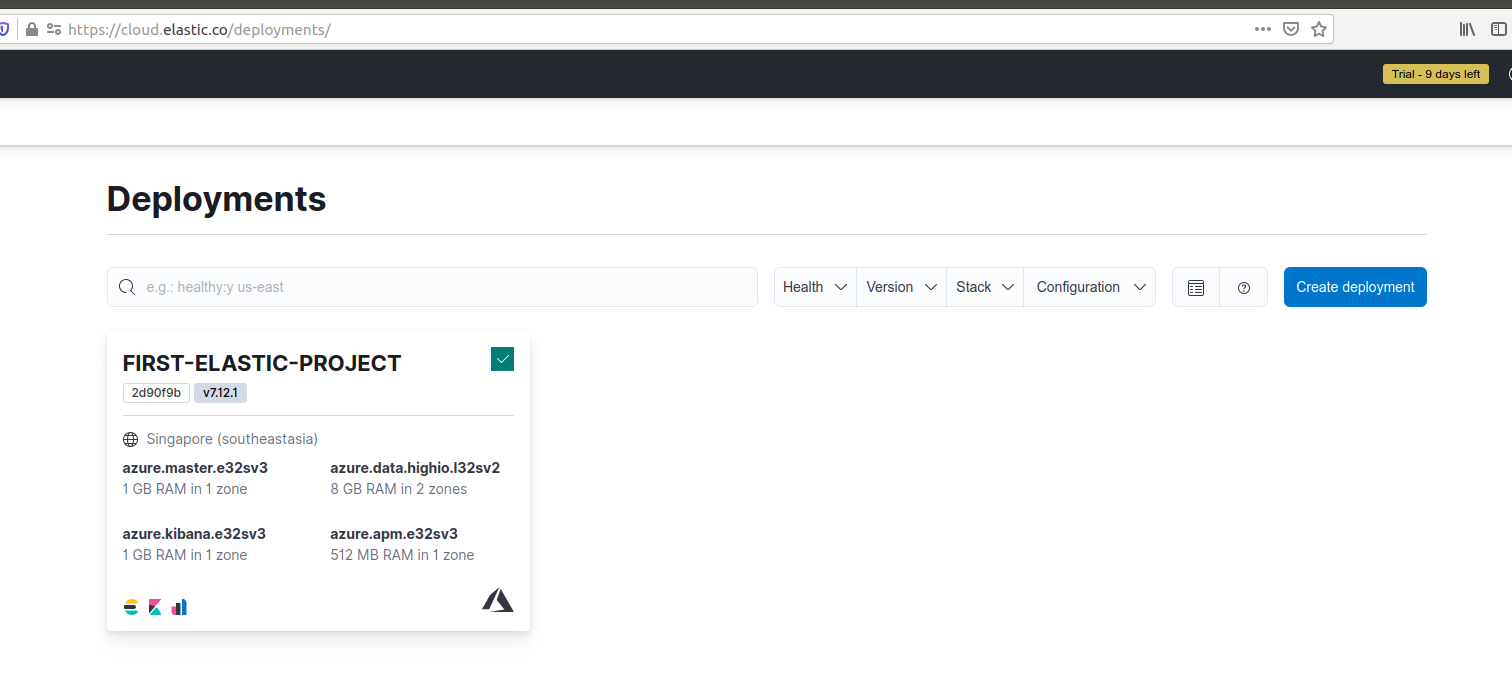 https://cloud.elastic.co/deployments/
Trial - 9 days left
Deployments
e.g.: healthy:y us-east
Health Version Stack Configuration
Create deployment
FIRST-ELASTIC-PROJECT
2d90f9b v7.12.1
Singapore (southeastasia)
azure.master.e32sv3 azure.data.highio.l32sv2
1 GB RAM in 1 zone 8 GB RAM in 2 zones
azure.kibana.e32sv3 azure.apm.e32sv3
1 GB RAM in 1 zone 512 MB RAM in 1 zone